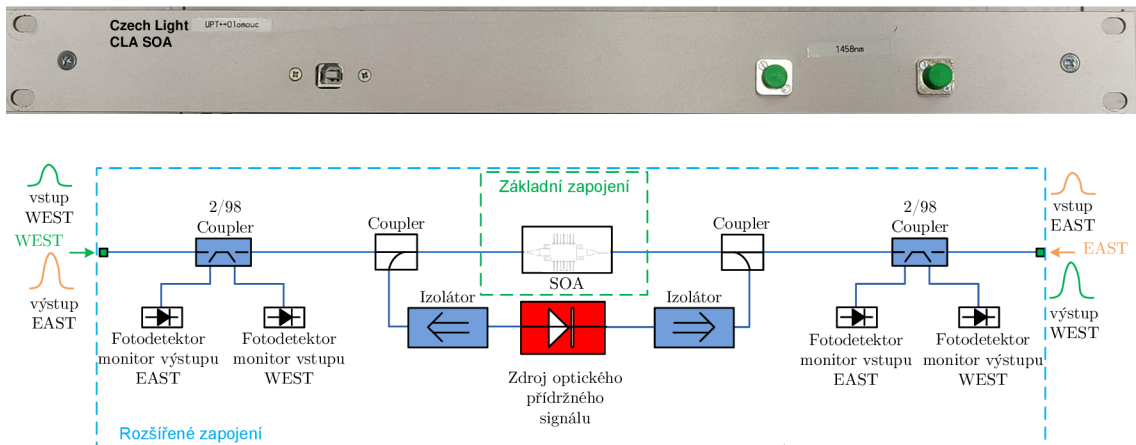 Czech Light
CLA SOA
UPT↔Olomouc
1458nm
vstup
WEST
WEST
výstup
EAST
2/98
Coupler
Coupler
Základní zapojení
SOA
Coupler
2/98
Coupler
vstup
EAST
EAST
výstup
WEST
Izolátor
Izolátor
Fotodetektor
monitor výstupu
EAST
Fotodetektor
monitor vstupu
WEST
Zdroj optického
přídržného
signálu
Fotodetektor
monitor vstupu
EAST
Fotodetektor
monitor výstupu
WEST
Rozšířené zapojení